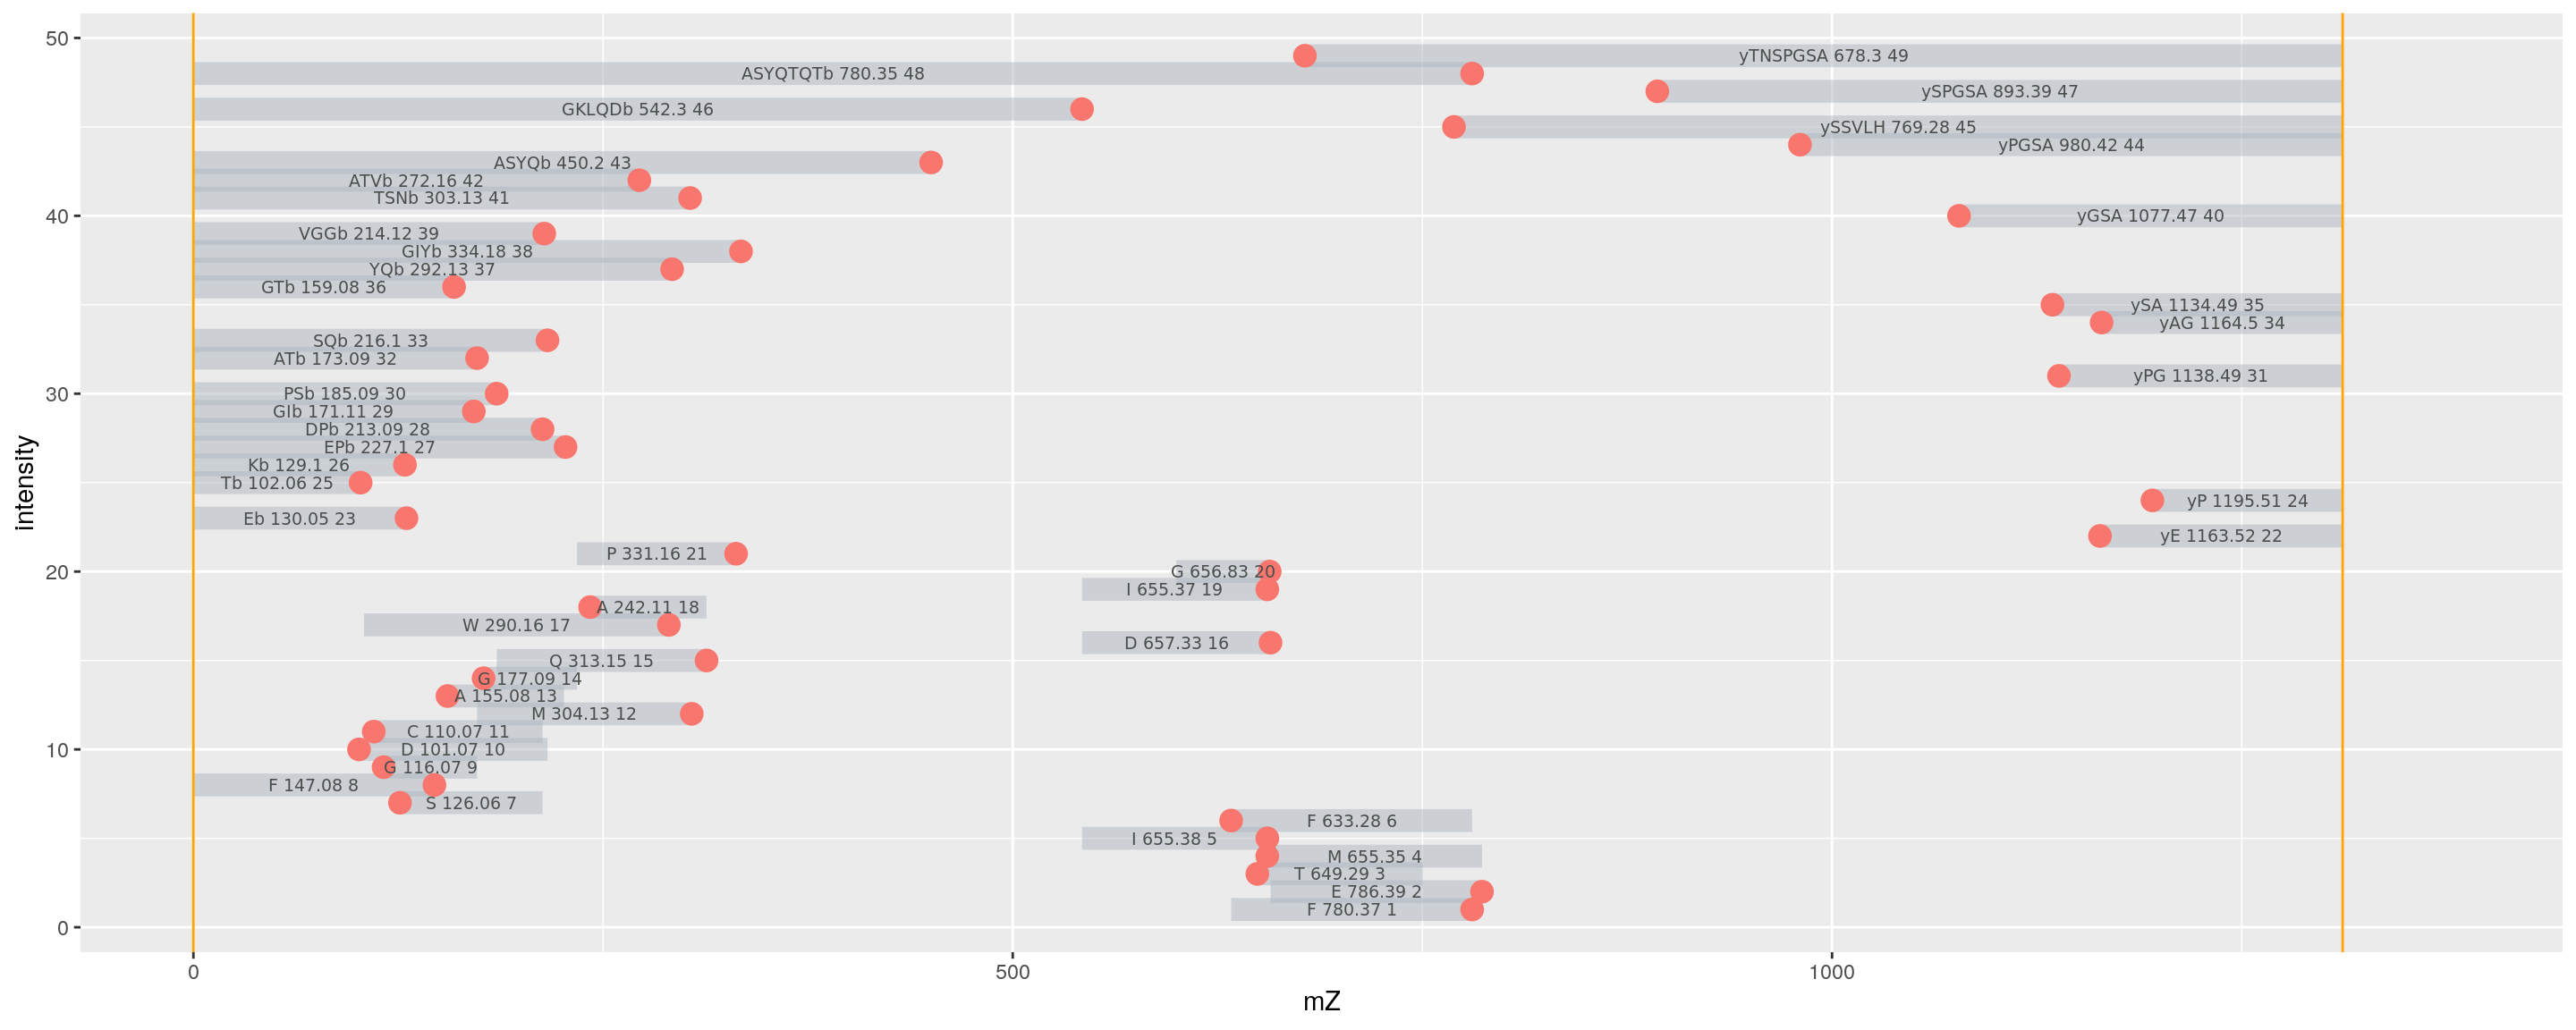 50
yTNSPGSA 678.3 49
ASYQTQTb 780.35 48
ySPGSA 893.39 47
GKLQDb 542.3 46
ySSVLH 769.28 45
yPGSA 980.42 44
ASYQb 450.2 43
ATVb 272.16 42
TSNb 303.13 41
40
yGSA 1077.47 40
VGGb 214.12 39
GIYb 334.18 38
YQb 292.13 37
GTb 159.08 36
ySA 1134.49 35
yAG 1164.5 34
SQb 216.1 33
ATb 173.09 32
yPG 1138.49 31
30
PSb 185.09 30
GIb 171.11 29
DPb 213.09 28
EPb 227.1 27
Kb 129.1 26
Tb 102.06 25
yP 1195.51 24
Eb 130.05 23
yE 1163.52 22
P 331.16 21
20
G 656.83 20
I 655.37 19
A 242.11 18
W 290.16 17
D 657.33 16
Q 313.15 15
G 177.09 14
A 155.08 13
M 304.13 12
C 110.07 11
10
D 101.07 10
G 116.07 9
F 147.08 8
S 126.06 7
F 633.28 6
I 655.38 5
M 655.35 4
T 649.29 3
E 786.39 2
F 780.37 1
0
intensity
0
500
1000
mZ